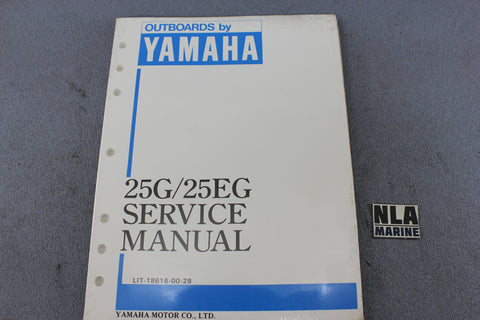 OUTBOARDS by
YAMAHA
25G/25EG
SERVICE
MANUAL
LIT-18616-00-28
YAMAHA MOTOR CO., LTD.
NLA
MARINE